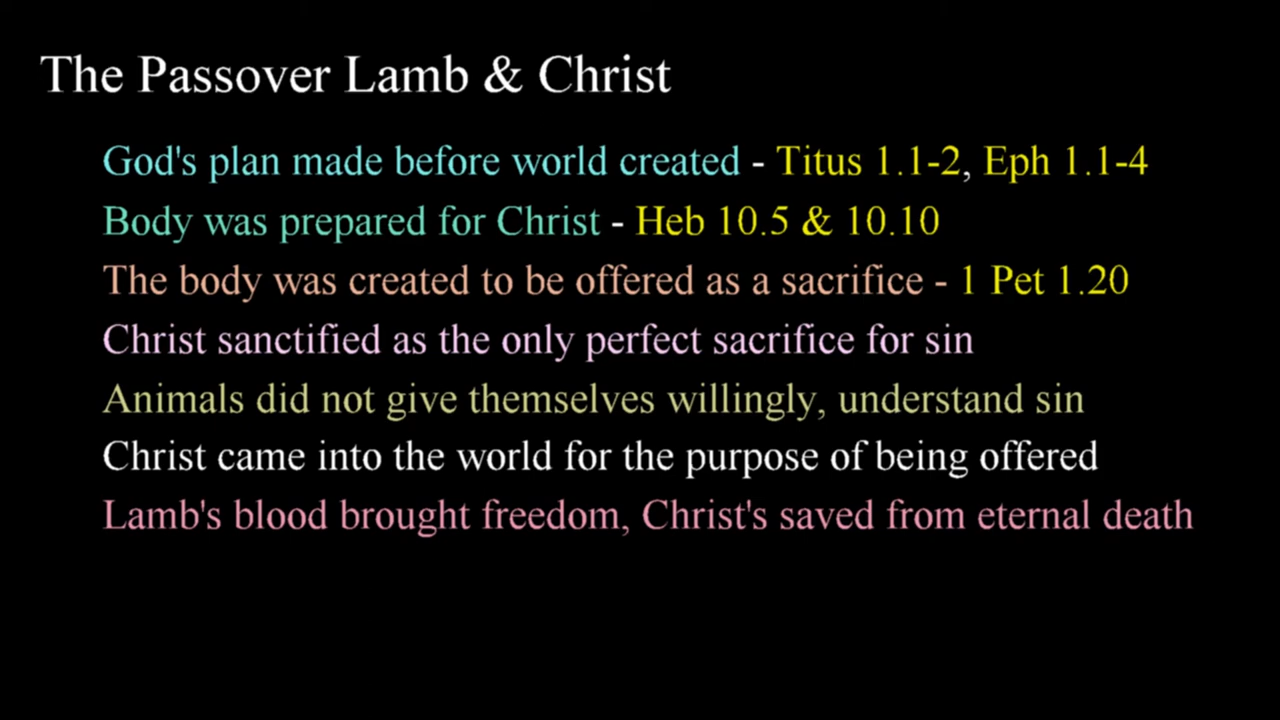 The Passover Lamb & Christ
God's plan made before world created - Titus 1.1-2, Eph 1.1-4
Body was prepared for Christ - Heb 10.5 & 10.10
The body was created to be offered as a sacrifice - 1 Pet 1.20
Christ sanctified as the only perfect sacrifice for sin
Animals did not give themselves willingly, understand sin
Christ came into the world for the purpose of being offered
Lamb's blood brought freedom, Christ's saved from eternal death